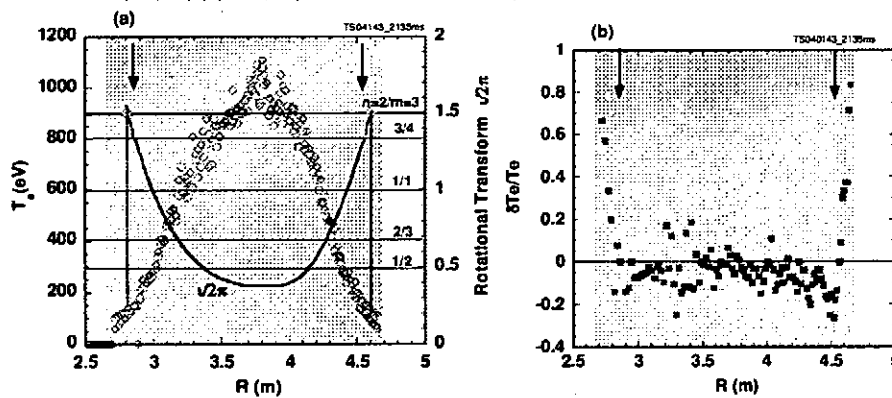 (a)
TS04143_2135ms
1200
1000
800
600
400
200
0
T_e (eV)
2
1.5
1
0.5
0
Rotational Transform ι/2π
n=2/m=3
3/4
1/1
2/3
1/2
ι/2π
2.5 3 3.5 4 4.5 5
R (m)
(b)
TS040143_2135ms
1
0.8
0.6
0.4
0.2
0
-0.2
-0.4
δTe/Te
2.5 3 3.5 4 4.5 5
R (m)